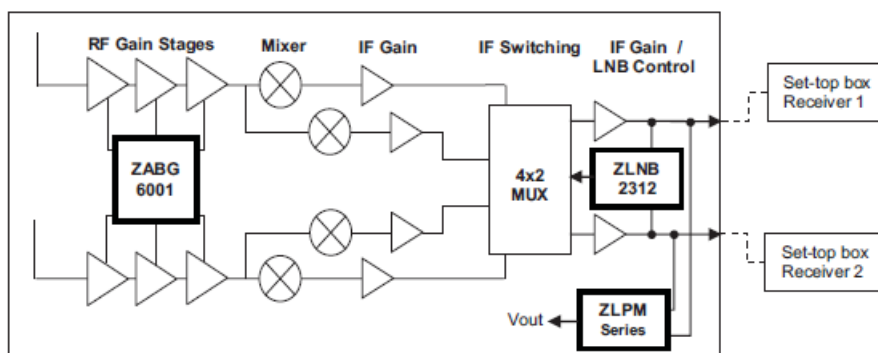 RF Gain Stages
Mixer
IF Gain
IF Switching
IF Gain /
LNB Control
Set-top box
Receiver 1
ZABG
6001
4x2
MUX
ZLNB
2312
Set-top box
Receiver 2
Vout
ZLPM
Series